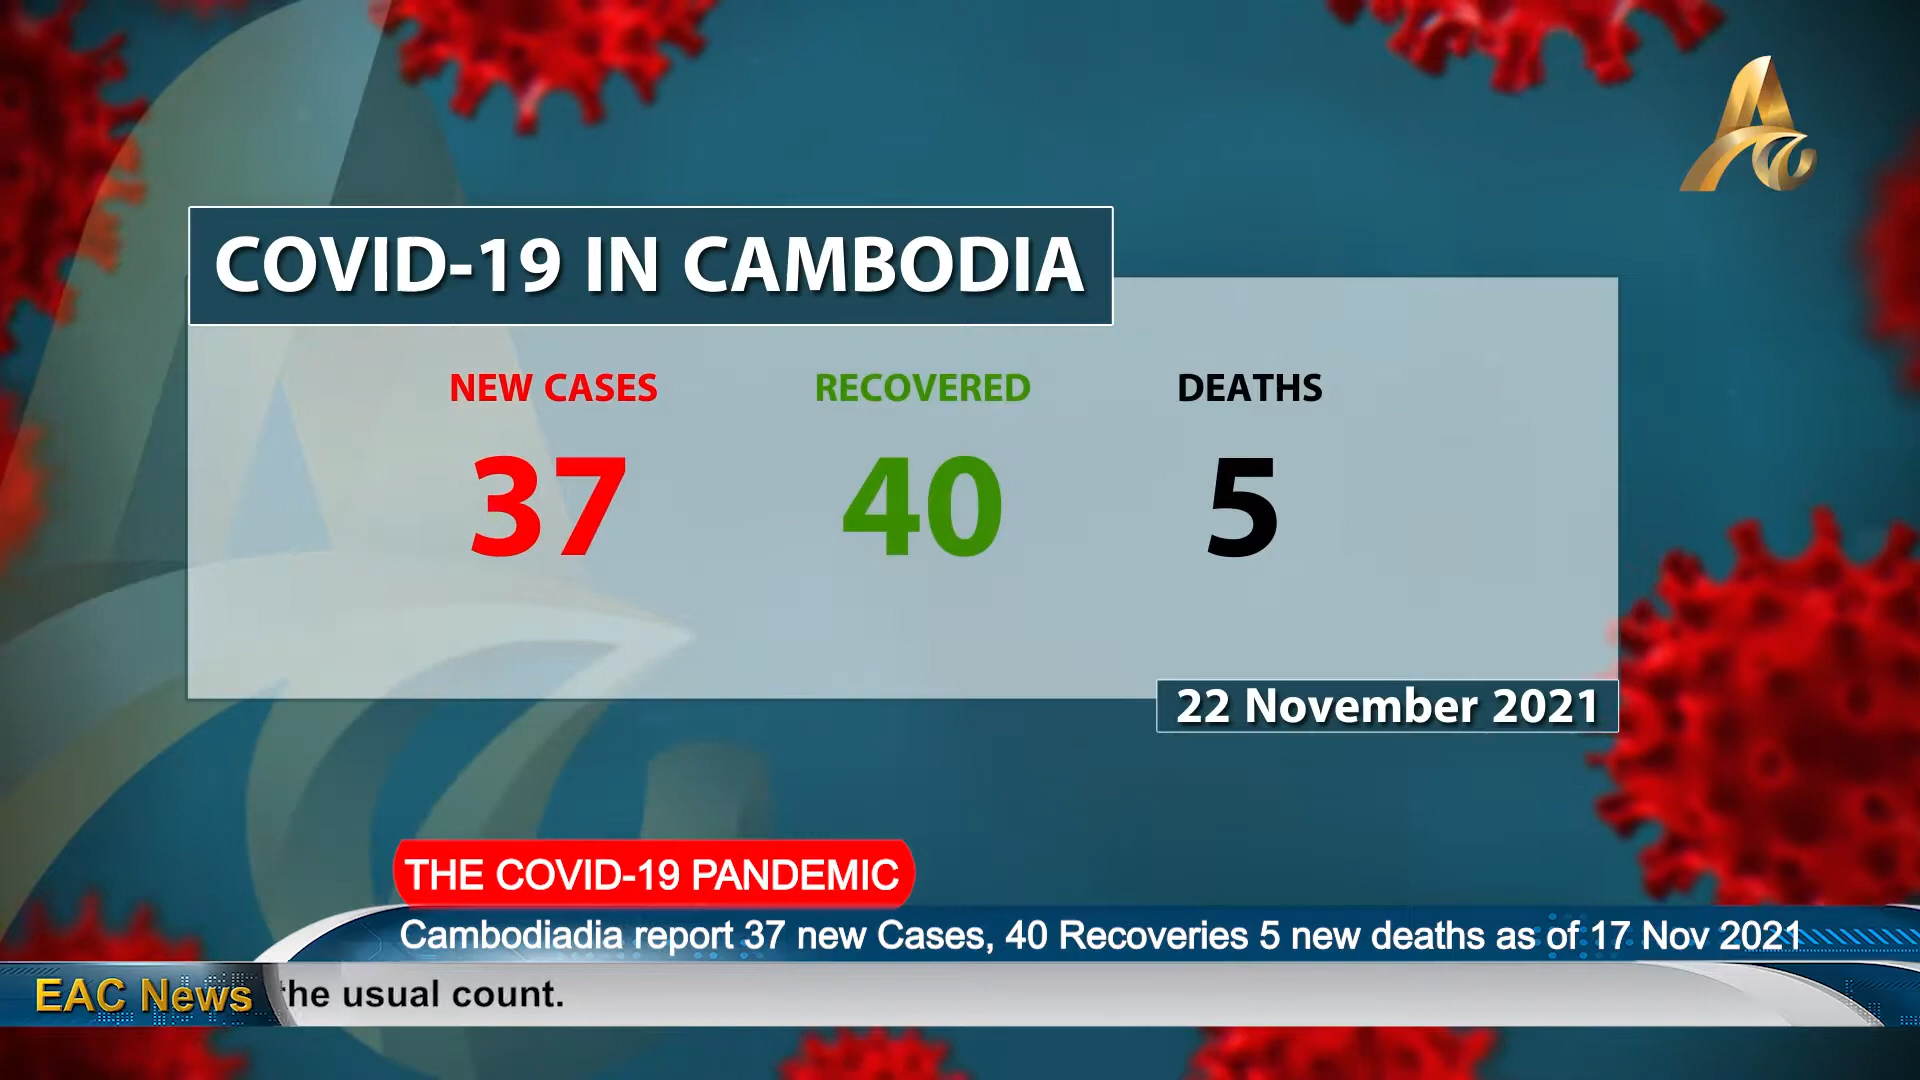 COVID-19 IN CAMBODIA
NEW CASES RECOVERED DEATHS
37 40 5
22 November 2021
THE COVID-19 PANDEMIC
Cambodiadia report 37 new Cases, 40 Recoveries 5 new deaths as of 17 Nov 2021
EAC News the usual count.